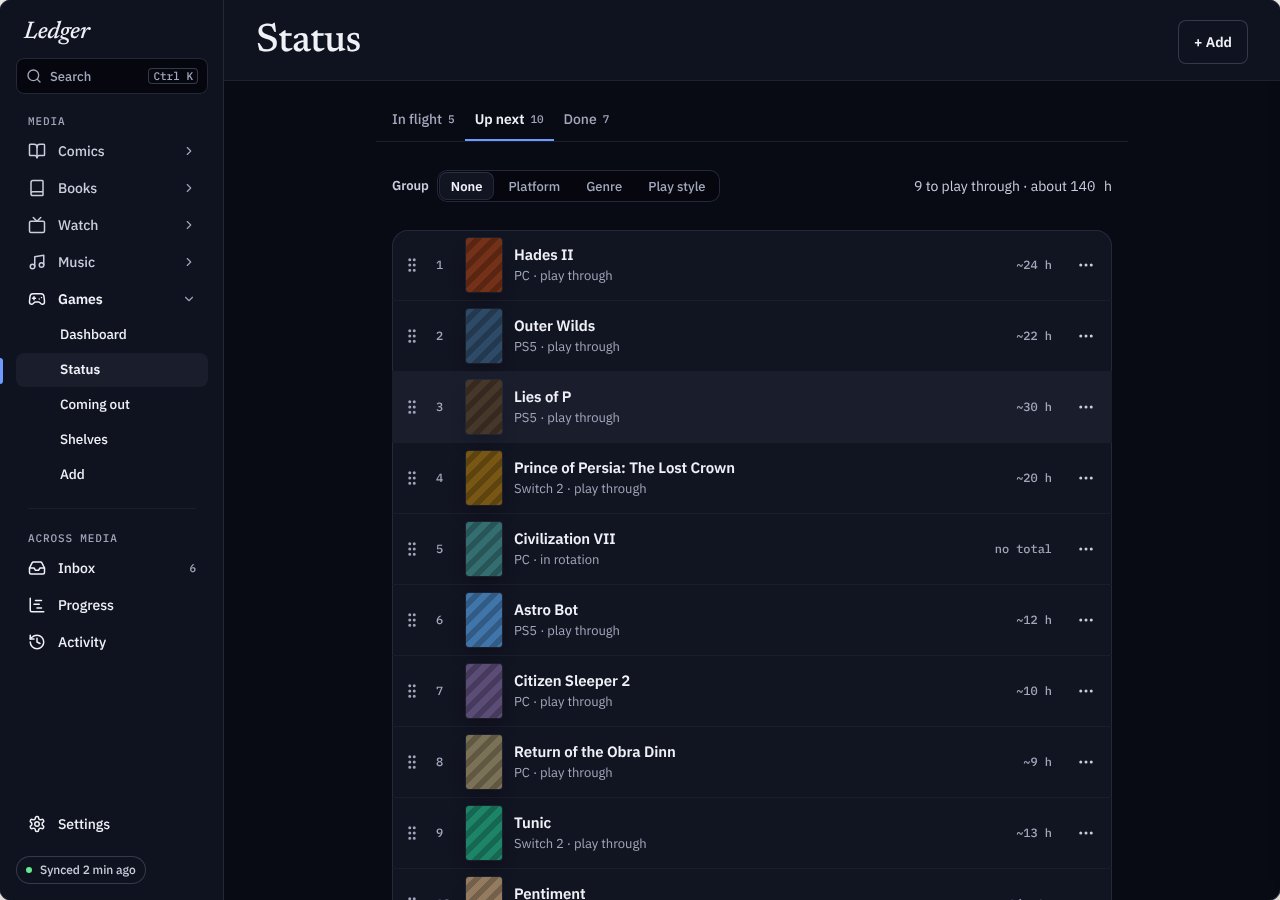 Ledger
Search Ctrl K
MEDIA
Comics
Books
Watch
Music
Games
Dashboard
Status
Coming out
Shelves
Add
ACROSS MEDIA
Inbox 6
Progress
Activity
Settings
Synced 2 min ago
Status
+ Add
In flight 5 Up next 10 Done 7
Group None Platform Genre Play style 9 to play through · about 140 h
1 Hades II ~24 h
PC · play through
2 Outer Wilds ~22 h
PS5 · play through
3 Lies of P ~30 h
PS5 · play through
4 Prince of Persia: The Lost Crown ~20 h
Switch 2 · play through
5 Civilization VII no total
PC · in rotation
6 Astro Bot ~12 h
PS5 · play through
7 Citizen Sleeper 2 ~10 h
PC · play through
8 Return of the Obra Dinn ~9 h
PC · play through
9 Tunic ~13 h
Switch 2 · play through
Pentiment